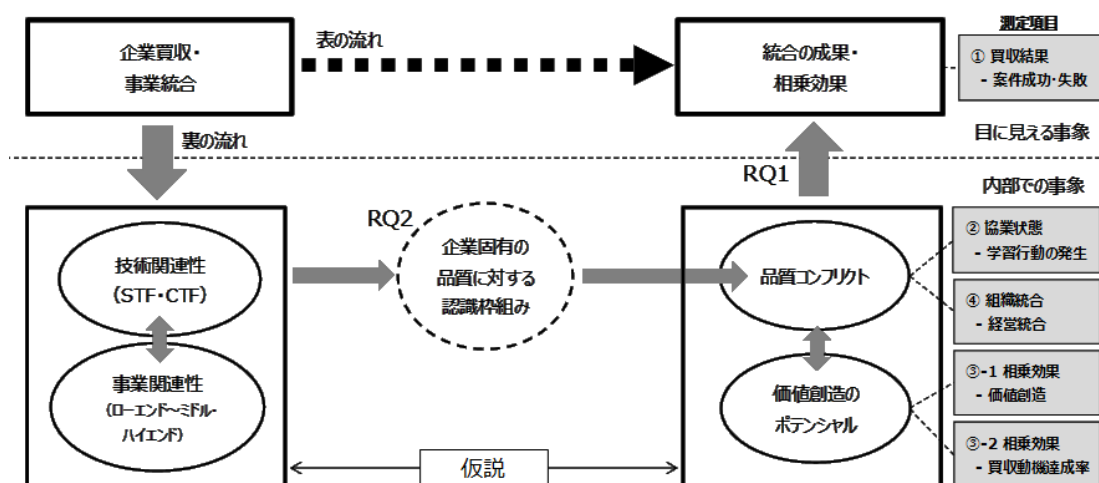 測定項目
企業買収・
事業統合
表の流れ
統合の成果・
相乗効果
① 買収結果
- 案件成功・失敗
裏の流れ
目に見える事象
RQ1
内部での事象
RQ2
技術関連性
(STF・CTF)
企業固有の
品質に対する
認識枠組み
品質コンフリクト
② 協業状態
- 学習行動の発生
④ 組織統合
- 経営統合
事業関連性
(ローエンド～ミドル・
ハイエンド)
価値創造の
ポテンシャル
③-1 相乗効果
- 価値創造
③-2 相乗効果
- 買収動機達成率
仮説